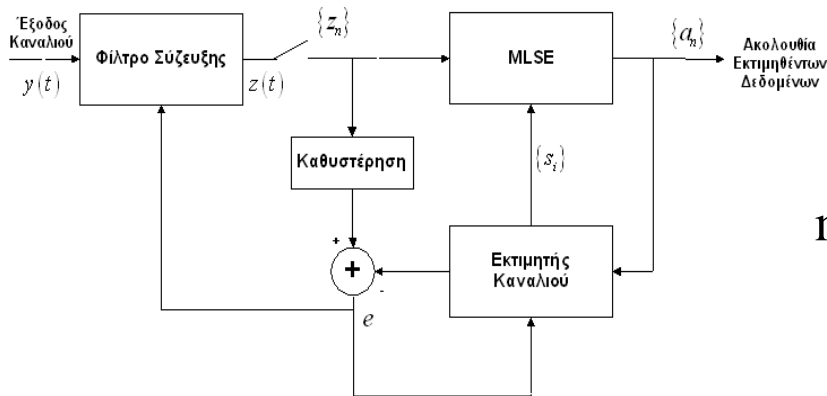 Έξοδος
Καναλιού
y(t)
Φίλτρο Σύζευξης
z(t)
{z_n}
MLSE
{a_n}
Ακολουθία
Εκτιμηθέντων
Δεδομένων
Καθυστέρηση
{s_i}
+
+
-
Εκτιμητής
Καναλιού
e